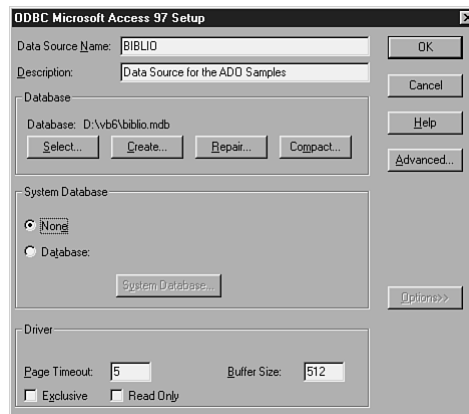 ODBC Microsoft Access 97 Setup
Data Source Name: BIBLIO
OK
Description: Data Source for the ADO Samples
Cancel
Database
Database: D:\vb6\biblio.mdb
Help
Select... Create... Repair... Compact...
Advanced...
System Database
None
Database:
System Database...
Options>>
Driver
Page Timeout: 5 Buffer Size: 512
Exclusive Read Only